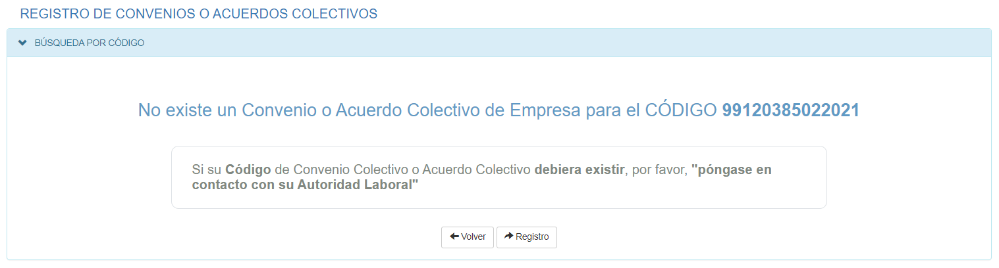 REGISTRO DE CONVENIOS O ACUERDOS COLECTIVOS
BÚSQUEDA POR CÓDIGO
No existe un Convenio o Acuerdo Colectivo de Empresa para el CÓDIGO 99120385022021
Si su Código de Convenio Colectivo o Acuerdo Colectivo debiera existir, por favor, "póngase en
contacto con su Autoridad Laboral"
Volver Registro